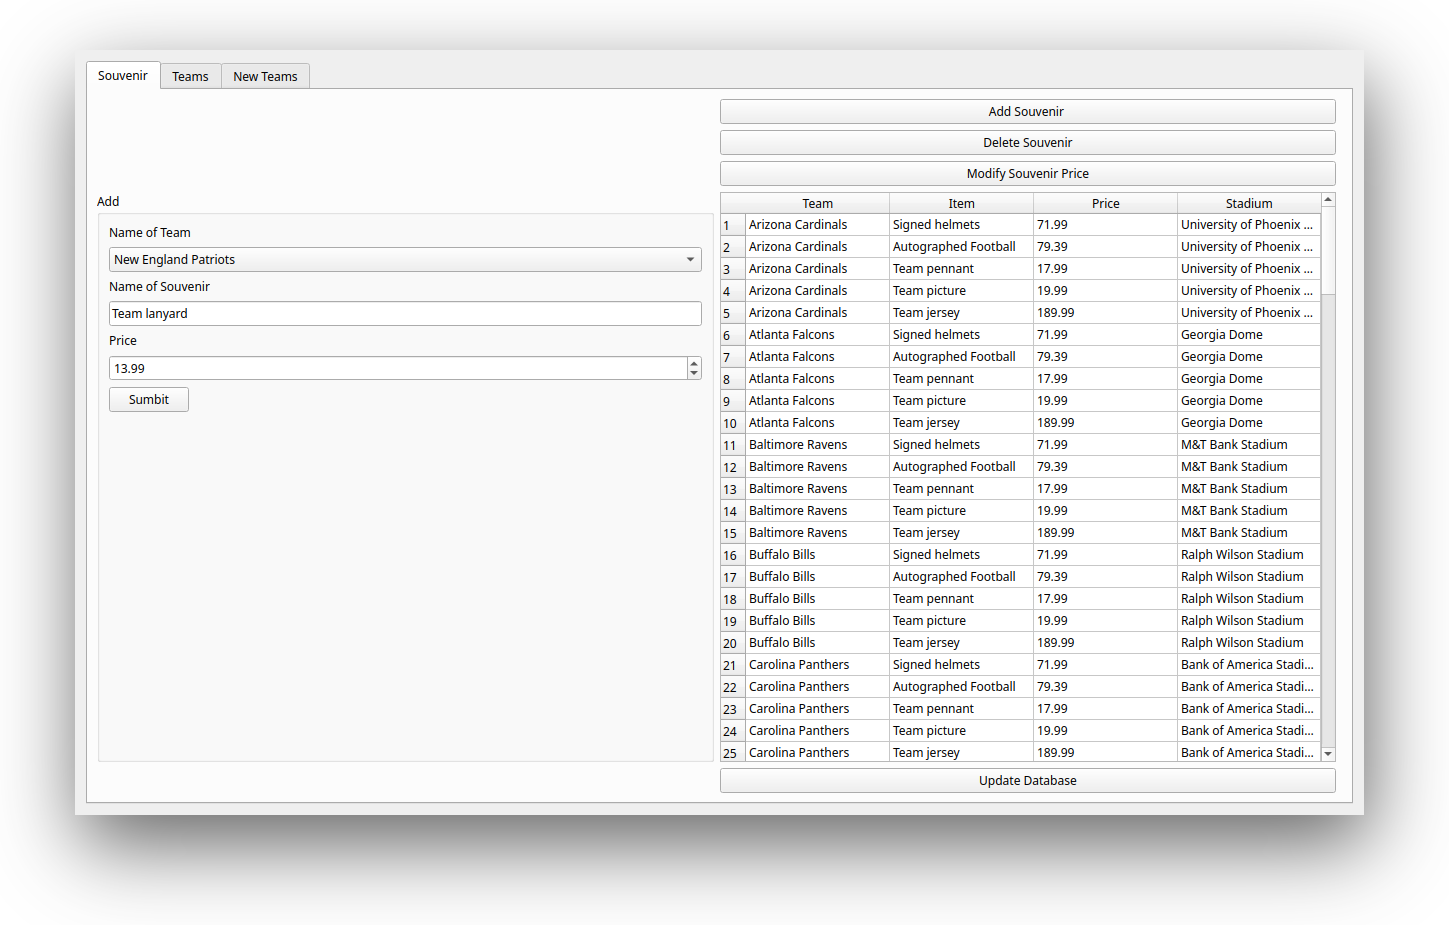 Souvenir Teams New Teams
Add Souvenir
Delete Souvenir
Modify Souvenir Price
Add
Name of Team
New England Patriots
Name of Souvenir
Team lanyard
Price
13.99
Sumbit
Team Item Price Stadium
1 Arizona Cardinals Signed helmets 71.99 University of Phoenix ...
2 Arizona Cardinals Autographed Football 79.39 University of Phoenix ...
3 Arizona Cardinals Team pennant 17.99 University of Phoenix ...
4 Arizona Cardinals Team picture 19.99 University of Phoenix ...
5 Arizona Cardinals Team jersey 189.99 University of Phoenix ...
6 Atlanta Falcons Signed helmets 71.99 Georgia Dome
7 Atlanta Falcons Autographed Football 79.39 Georgia Dome
8 Atlanta Falcons Team pennant 17.99 Georgia Dome
9 Atlanta Falcons Team picture 19.99 Georgia Dome
10 Atlanta Falcons Team jersey 189.99 Georgia Dome
11 Baltimore Ravens Signed helmets 71.99 M&T Bank Stadium
12 Baltimore Ravens Autographed Football 79.39 M&T Bank Stadium
13 Baltimore Ravens Team pennant 17.99 M&T Bank Stadium
14 Baltimore Ravens Team picture 19.99 M&T Bank Stadium
15 Baltimore Ravens Team jersey 189.99 M&T Bank Stadium
16 Buffalo Bills Signed helmets 71.99 Ralph Wilson Stadium
17 Buffalo Bills Autographed Football 79.39 Ralph Wilson Stadium
18 Buffalo Bills Team pennant 17.99 Ralph Wilson Stadium
19 Buffalo Bills Team picture 19.99 Ralph Wilson Stadium
20 Buffalo Bills Team jersey 189.99 Ralph Wilson Stadium
21 Carolina Panthers Signed helmets 71.99 Bank of America Stadi...
22 Carolina Panthers Autographed Football 79.39 Bank of America Stadi...
23 Carolina Panthers Team pennant 17.99 Bank of America Stadi...
24 Carolina Panthers Team picture 19.99 Bank of America Stadi...
25 Carolina Panthers Team jersey 189.99 Bank of America Stadi...
Update Database